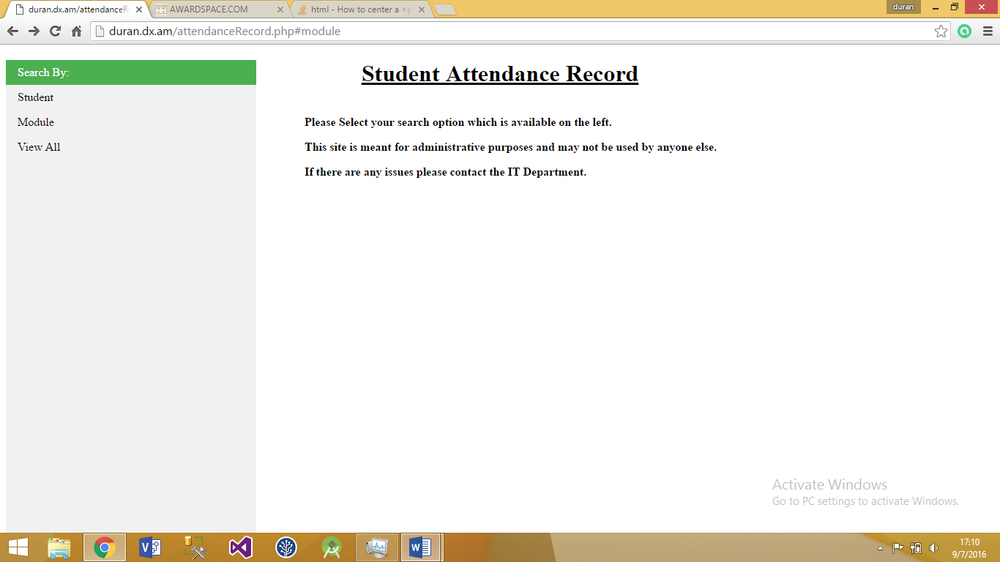 duran.dx.am/attendanceR
AWARDSPACE.COM
html - How to center a <p
duran
duran.dx.am/attendanceRecord.php#module
Search By:
Student
Module
View All
Student Attendance Record
Please Select your search option which is available on the left.
This site is meant for administrative purposes and may not be used by anyone else.
If there are any issues please contact the IT Department.
Activate Windows
Go to PC settings to activate Windows.
17:10
9/7/2016